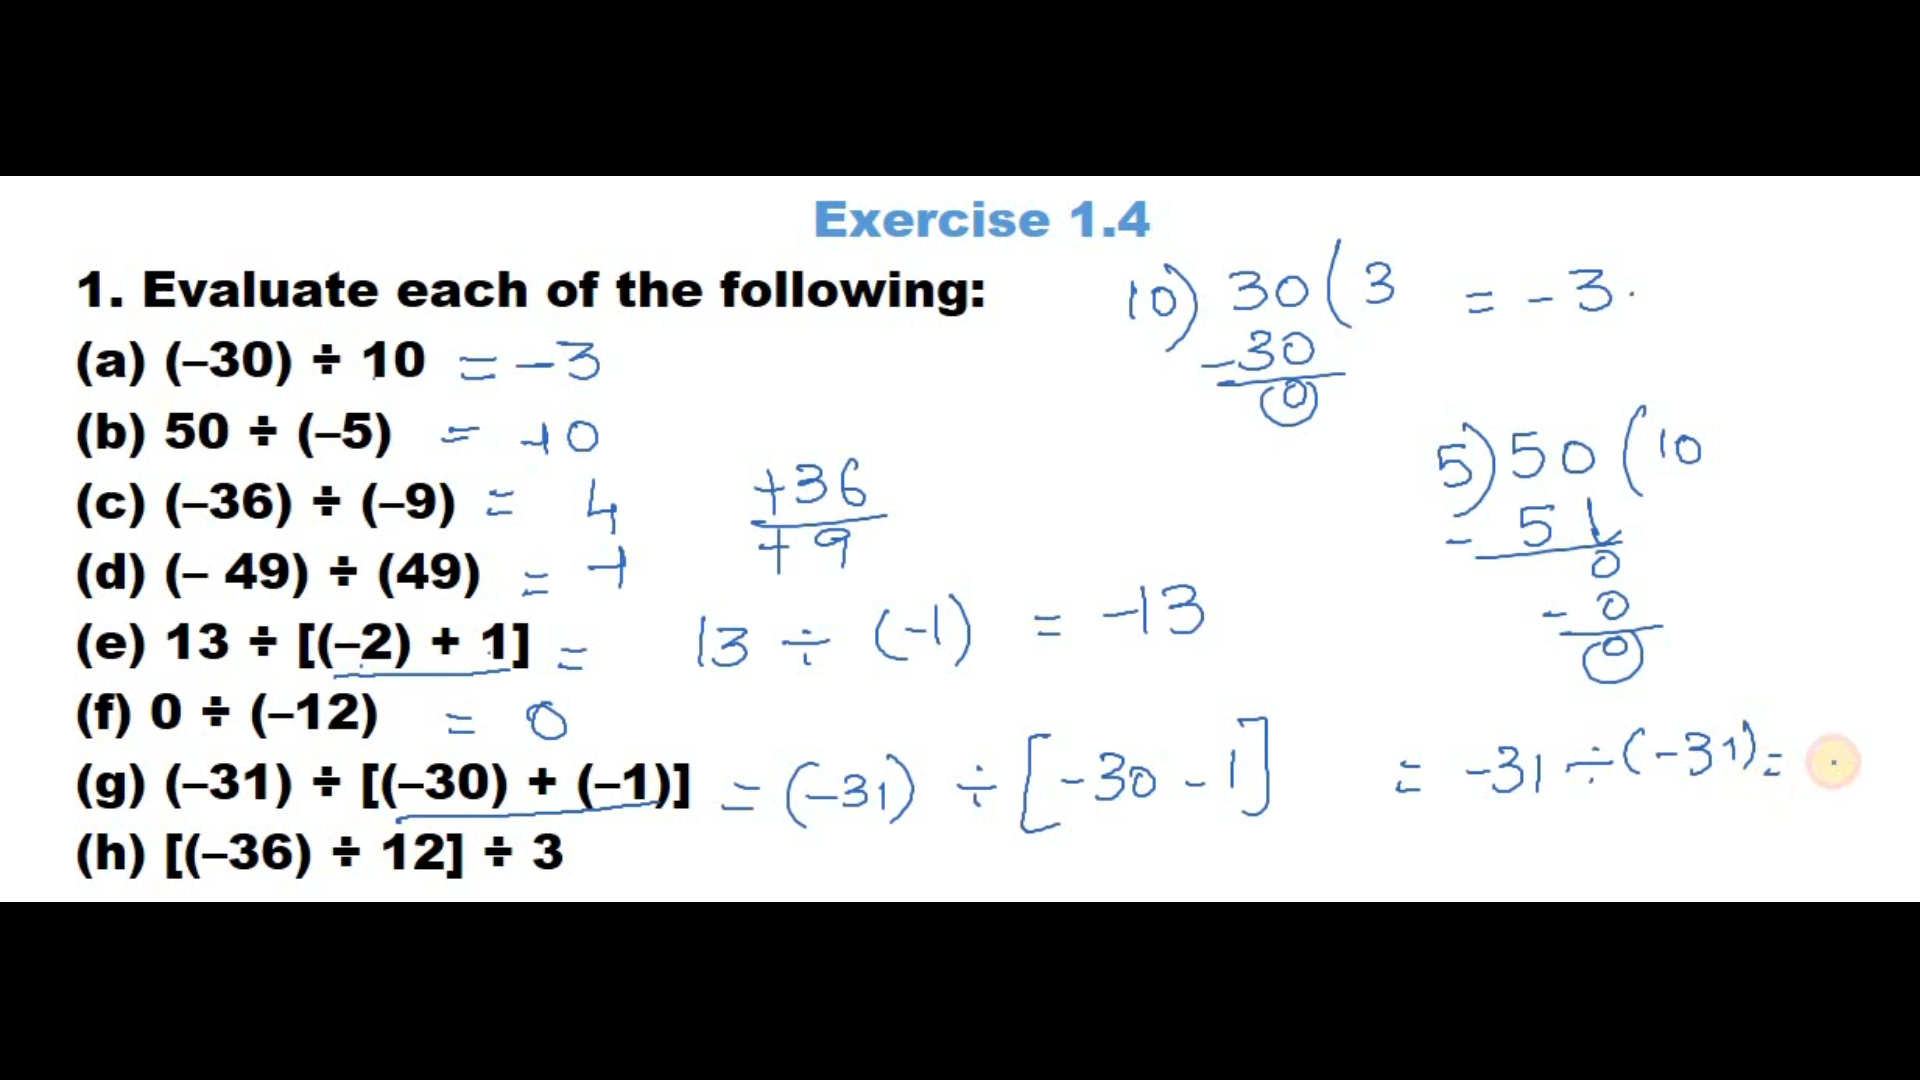 Exercise 1.4
1. Evaluate each of the following:
10) 30 ( 3 = -3.
-30
0
(a) (–30) ÷ 10 = -3
(b) 50 ÷ (–5) = -10
5) 50 ( 10
- 5 ↓
0
- 0
0
(c) (–36) ÷ (–9) = 4
+36
+9
(d) (– 49) ÷ (49) = -1
(e) 13 ÷ [(–2) + 1] = 13 ÷ (-1) = -13
(f) 0 ÷ (–12) = 0
(g) (–31) ÷ [(–30) + (–1)] = (-31) ÷ [-30 - 1] = -31 ÷ (-31) =
(h) [(–36) ÷ 12] ÷ 3